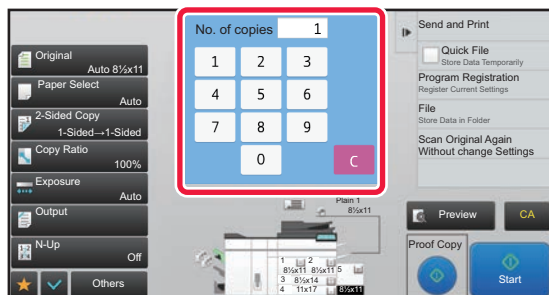 Original
Auto 8½x11
Paper Select
Auto
2-Sided Copy
1-Sided→1-Sided
Copy Ratio
100%
Exposure
Auto
Output
N-Up
Off
Others
No. of copies 1
1 2 3
4 5 6
7 8 9
0 C
Plain 1
8½x11
1 2
8½x11 8½x11 5
3 8½x14
4 11x17 8½x11
Send and Print
Quick File
Store Data Temporarily
Program Registration
Register Current Settings
File
Store Data in Folder
Scan Original Again
Without change Settings
Preview CA
Proof Copy
Start